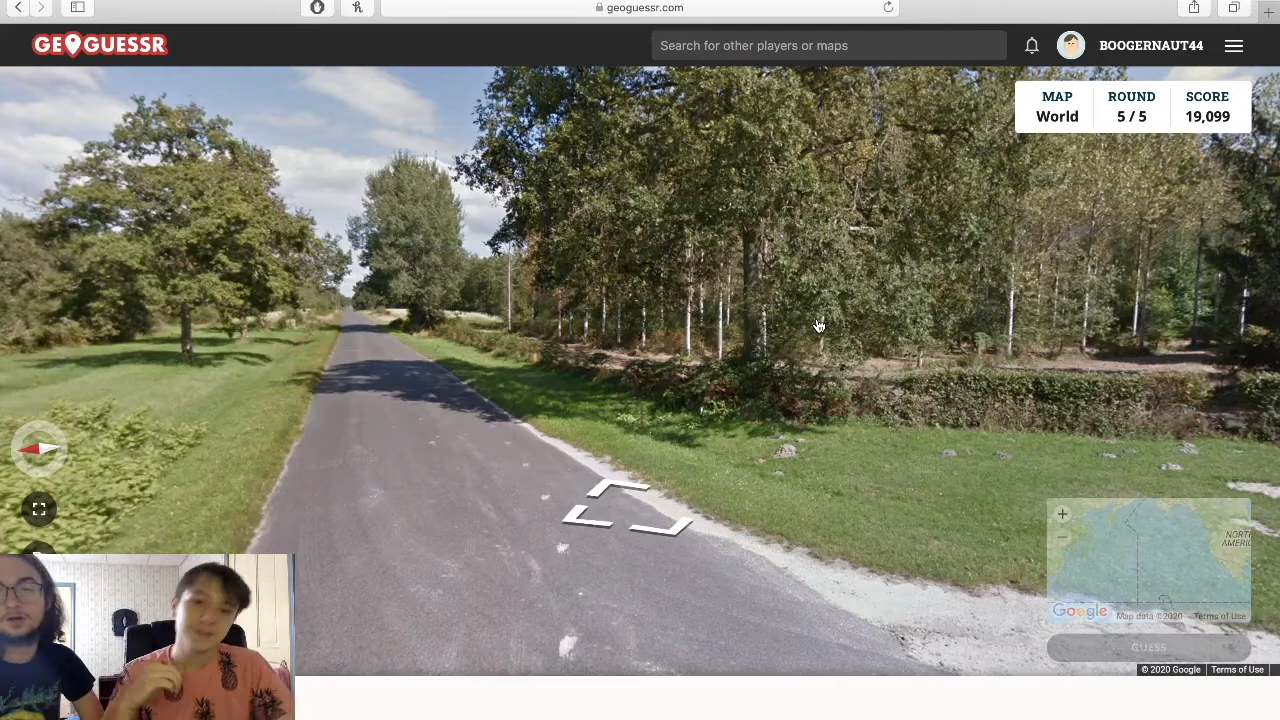 geoguessr.com
GEOGUESSR
Search for other players or maps
BOOGERNAUT44
MAP
World
ROUND
5 / 5
SCORE
19,099
NORTH
AMERICA
Google
Map data ©2020
Terms of Use
GUESS
© 2020 Google
Terms of Use